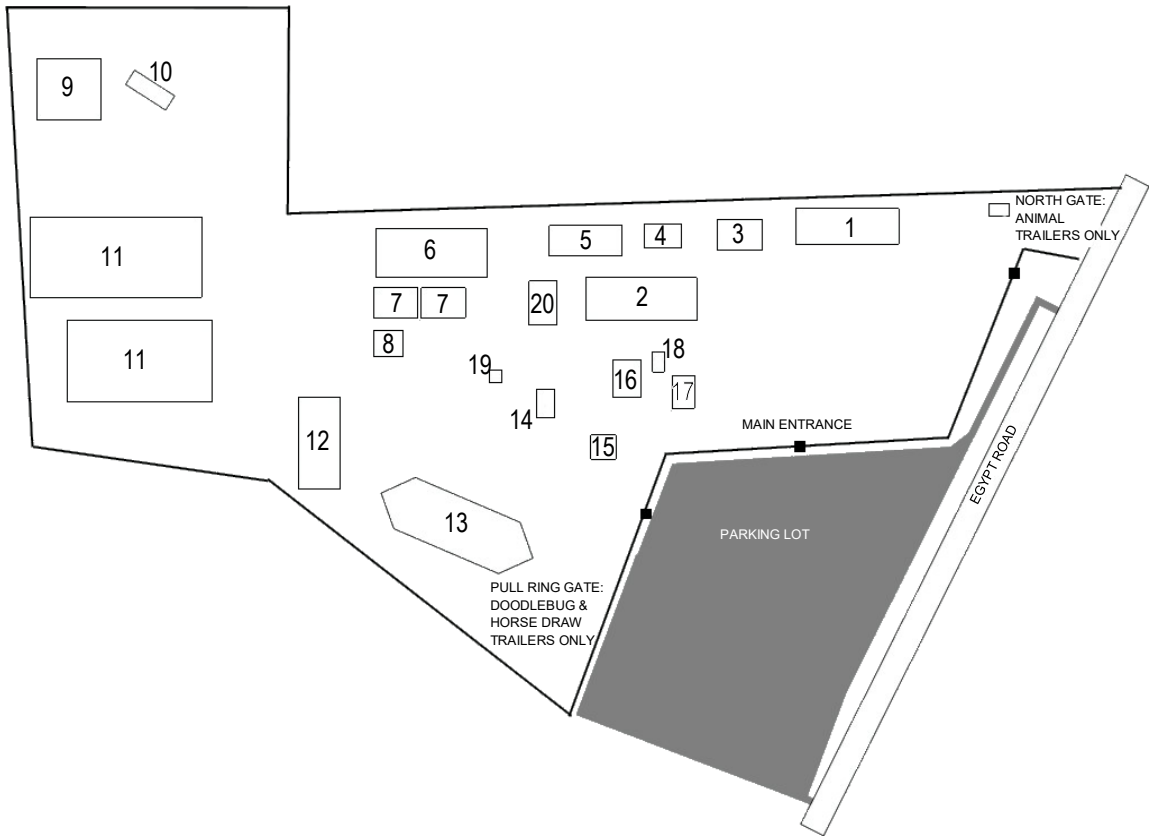 10
9
NORTH GATE:
ANIMAL
TRAILERS ONLY
1
3
4
5
6
11
2
7
7
20
8
18
19
16
17
11
14
MAIN ENTRANCE
12
15
EGYPT ROAD
13
PARKING LOT
PULL RING GATE:
DOODLEBUG &
HORSE DRAW
TRAILERS ONLY